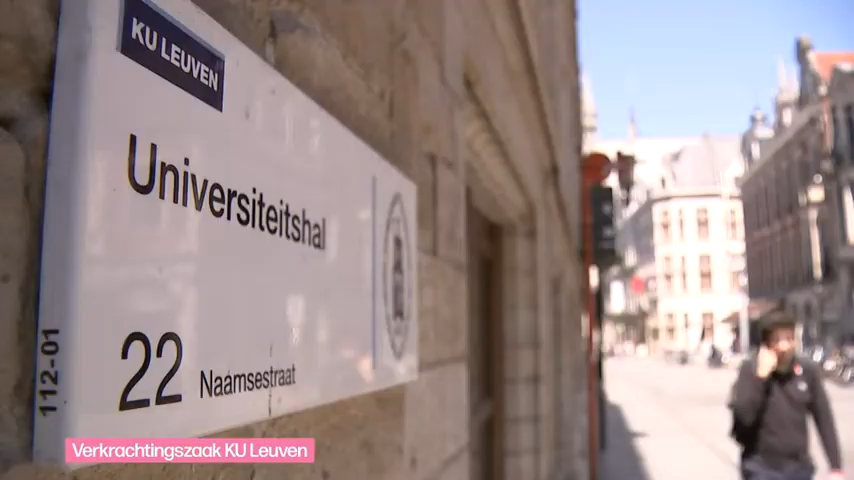 KU LEUVEN
Universiteitshal
22 Naamsestraat
112-01
Verkrachtingszaak KU Leuven